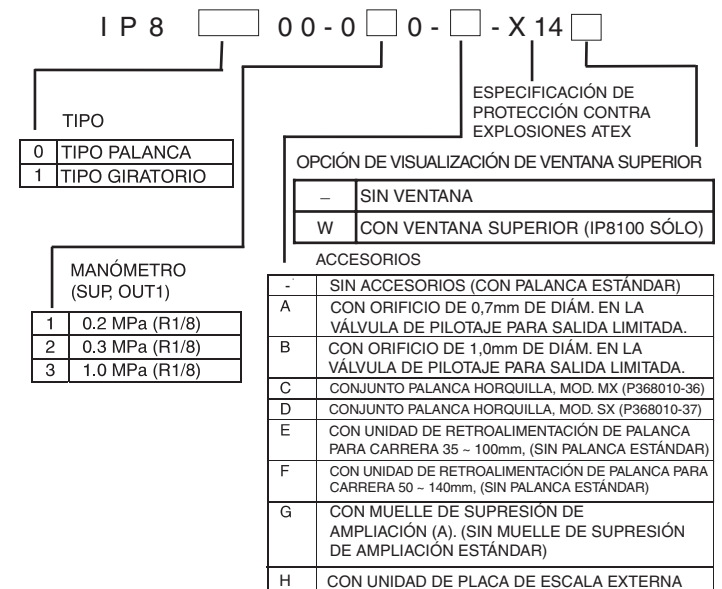 IP8 00-0 0- -X14
ESPECIFICACIÓN DE
PROTECCIÓN CONTRA
EXPLOSIONES ATEX
TIPO
0 TIPO PALANCA
1 TIPO GIRATORIO
OPCIÓN DE VISUALIZACIÓN DE VENTANA SUPERIOR
– SIN VENTANA
W CON VENTANA SUPERIOR (IP8100 SÓLO)
MANÓMETRO
(SUP, OUT1)
1 0.2 MPa (R1/8)
2 0.3 MPa (R1/8)
3 1.0 MPa (R1/8)
ACCESORIOS
- SIN ACCESORIOS (CON PALANCA ESTÁNDAR)
A CON ORIFICIO DE 0,7mm DE DIÁM. EN LA
VÁLVULA DE PILOTAJE PARA SALIDA LIMITADA.
B CON ORIFICIO DE 1,0mm DE DIÁM. EN LA
VÁLVULA DE PILOTAJE PARA SALIDA LIMITADA.
C CONJUNTO PALANCA HORQUILLA, MOD. MX (P368010-36)
D CONJUNTO PALANCA HORQUILLA, MOD. SX (P368010-37)
E CON UNIDAD DE RETROALIMENTACIÓN DE PALANCA
PARA CARRERA 35 ~ 100mm, (SIN PALANCA ESTÁNDAR)
F CON UNIDAD DE RETROALIMENTACIÓN DE PALANCA PARA
CARRERA 50 ~ 140mm, (SIN PALANCA ESTÁNDAR)
G CON MUELLE DE SUPRESIÓN DE
AMPLIACIÓN (A). (SIN MUELLE DE SUPRESIÓN
DE AMPLIACIÓN ESTÁNDAR)
H CON UNIDAD DE PLACA DE ESCALA EXTERNA